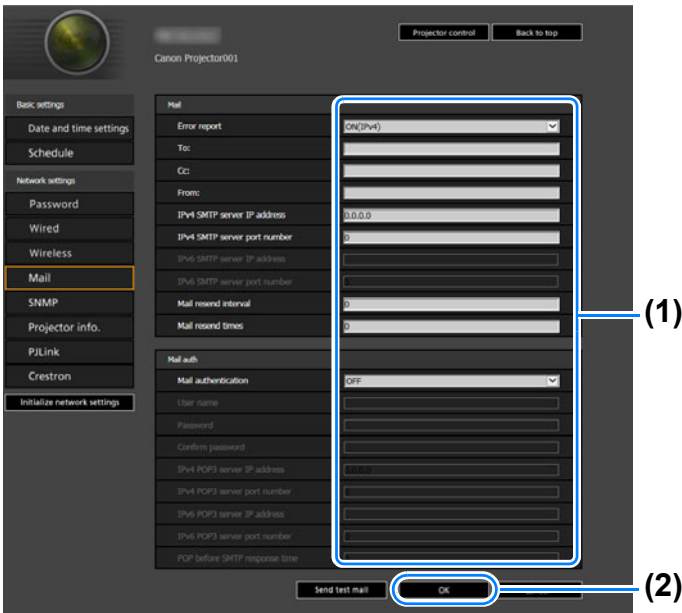 Projector control
Back to top
Canon Projector001
Basic settings
Date and time settings
Schedule
Network settings
Password
Wired
Wireless
Mail
SNMP
Projector info.
PJLink
Crestron
Initialize network settings
Mail
Error report ON(IPv4)
To:
Cc:
From:
IPv4 SMTP server IP address 0.0.0.0
IPv4 SMTP server port number 0
IPv6 SMTP server IP address
IPv6 SMTP server port number
Mail resend interval 0
Mail resend times 0
(1)
Mail auth
Mail authentication OFF
User name
Password
Confirm password
IPv4 POP3 server IP address 0.0.0.0
IPv4 POP3 server port number
IPv6 POP3 server IP address
IPv6 POP3 server port number
POP before SMTP response time
Send test mail
OK
(2)